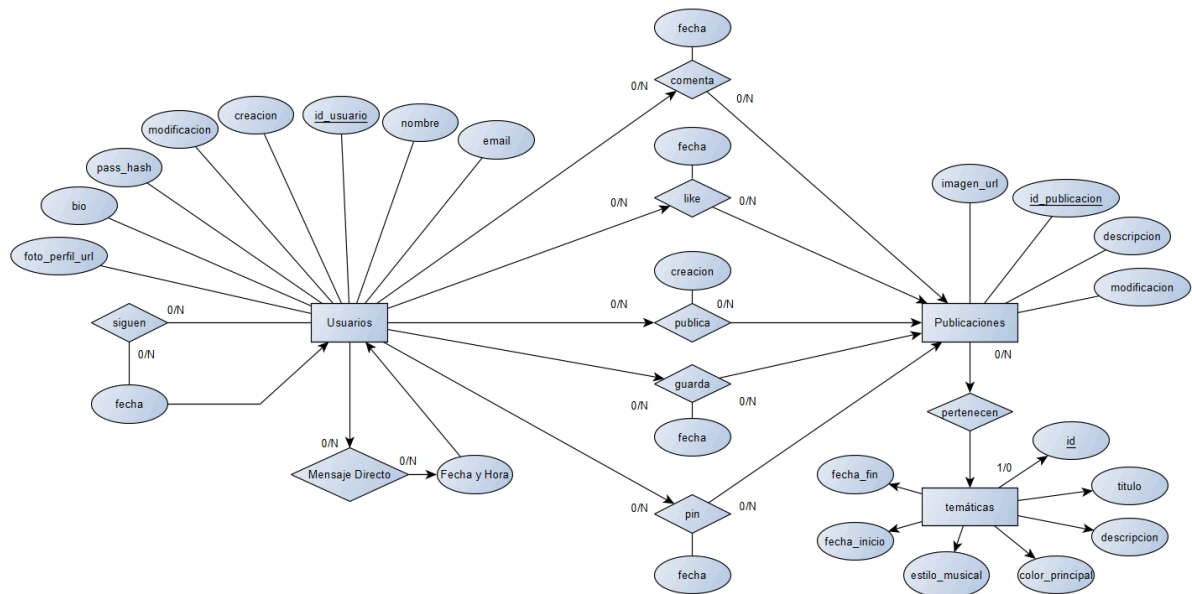 fecha
comenta
0/N
0/N
creacion
id_usuario
modificacion
nombre
email
pass_hash
bio
foto_perfil_url
fecha
like
0/N
0/N
imagen_url
id_publicacion
descripcion
modificacion
creacion
0/N
0/N
publica
siguen
0/N
0/N
fecha
Usuarios
Publicaciones
0/N
guarda
0/N
0/N
fecha
pertenecen
0/N
Mensaje Directo
0/N
Fecha y Hora
pin
0/N
0/N
fecha
1/0
id
fecha_fin
titulo
temáticas
fecha_inicio
descripcion
estilo_musical
color_principal